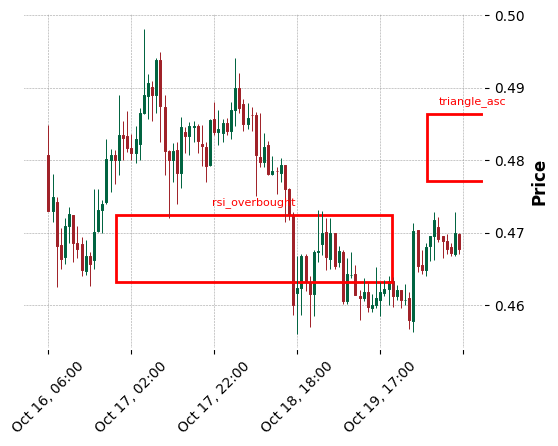 0.50
0.49
triangle_asc
0.48
Price
rsi_overbought
0.47
0.46
Oct 16, 06:00
Oct 17, 02:00
Oct 17, 22:00
Oct 18, 18:00
Oct 19, 17:00